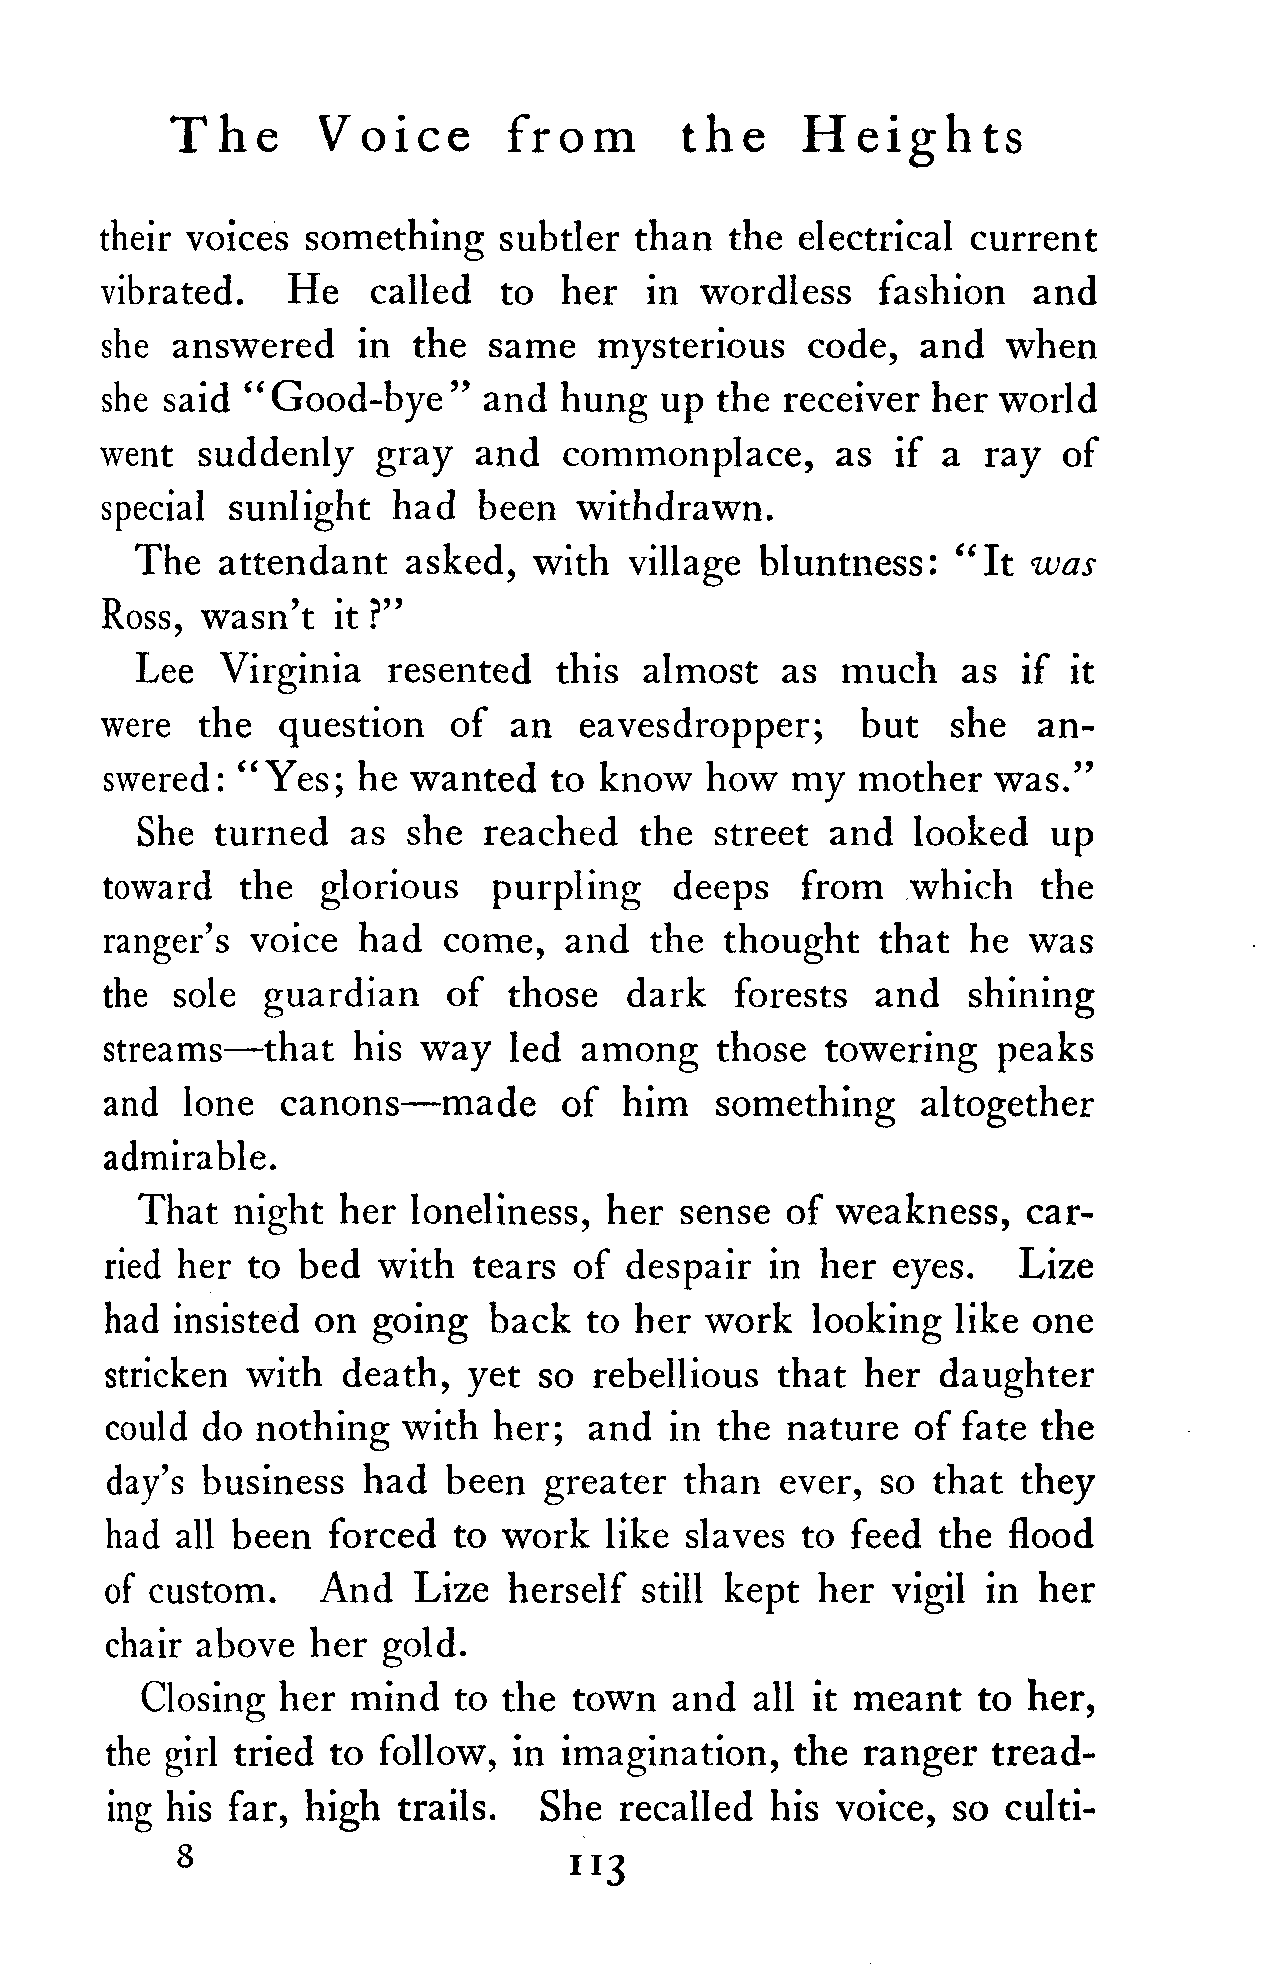 The Voice from the Heights
their voices something subtler than the electrical current
vibrated. He called to her in wordless fashion and
she answered in the same mysterious code, and when
she said "Good-bye" and hung up the receiver her world
went suddenly gray and commonplace, as if a ray of
special sunlight had been withdrawn.
The attendant asked, with village bluntness: "It was
Ross, wasn't it?"
Lee Virginia resented this almost as much as if it
were the question of an eavesdropper; but she an-
swered: "Yes; he wanted to know how my mother was."
She turned as she reached the street and looked up
toward the glorious purpling deeps from which the
ranger's voice had come, and the thought that he was
the sole guardian of those dark forests and shining
streams—that his way led among those towering peaks
and lone canons—made of him something altogether
admirable.
That night her loneliness, her sense of weakness, car-
ried her to bed with tears of despair in her eyes. Lize
had insisted on going back to her work looking like one
stricken with death, yet so rebellious that her daughter
could do nothing with her; and in the nature of fate the
day's business had been greater than ever, so that they
had all been forced to work like slaves to feed the flood
of custom. And Lize herself still kept her vigil in her
chair above her gold.
Closing her mind to the town and all it meant to her,
the girl tried to follow, in imagination, the ranger tread-
ing his far, high trails. She recalled his voice, so culti-
8 113